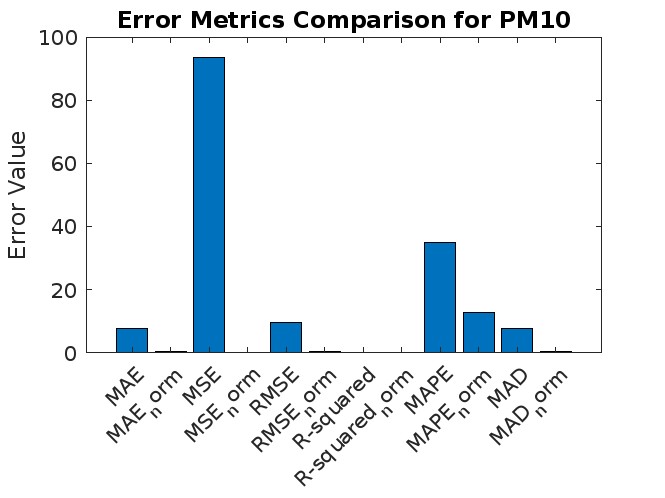 Error Metrics Comparison for PM10
Error Value
100
80
60
40
20
0
MAE
MAE_norm
MSE
MSE_norm
RMSE
RMSE_norm
R-squared
R-squared_norm
MAPE
MAPE_norm
MAD
MAD_norm